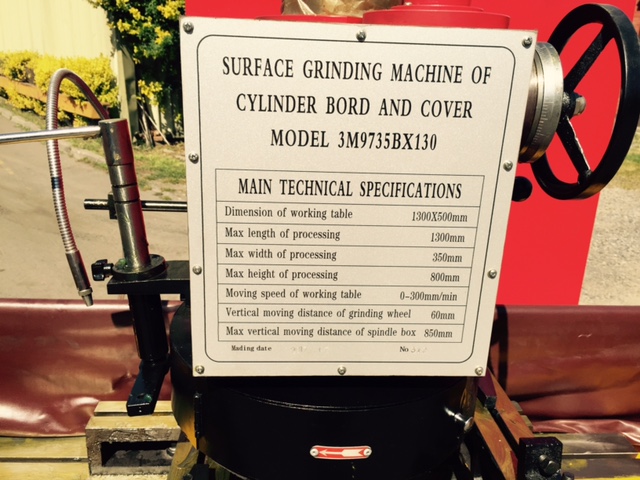 SURFACE GRINDING MACHINE OF
CYLINDER BORD AND COVER
MODEL 3M9735BX130
MAIN TECHNICAL SPECIFICATIONS
Dimension of working table 1300X500mm
Max length of processing 1300mm
Max width of processing 350mm
Max height of processing 800mm
Moving speed of working table 0-300mm/min
Vertical moving distance of grinding wheel 60mm
Max vertical moving distance of spindle box 850mm
Mading date No